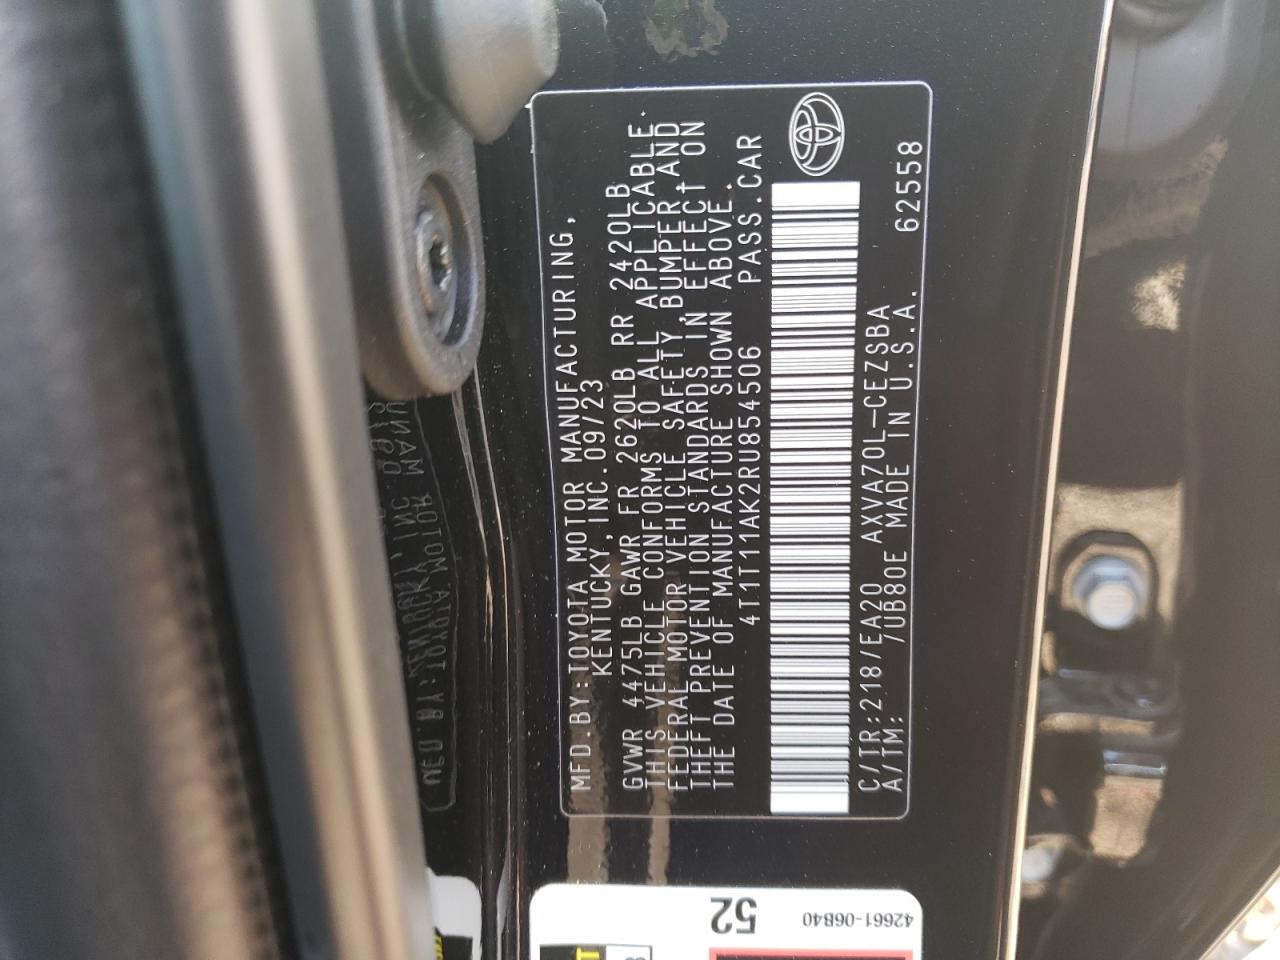 MFD.BY:TOYOTA MOTOR MANUFACTURING,
KENTUCKY,INC.09/23
GVWR 4475LB GAWR FR 2620LB RR 2420LB
THIS VEHICLE CONFORMS TO ALL APPLICABLE
FEDERAL MOTOR VEHICLE SAFETY,BUMPER,AND
THEFT PREVENTION STANDARDS IN EFFECT ON
THE DATE OF MANUFACTURE SHOWN ABOVE.
4T1T11AK2RU854506 PASS.CAR
C/TR:218/EA20 AXVA70L-CEZSBA 62558
A/TM: /UB80E MADE IN U.S.A.
52
42661-06B40